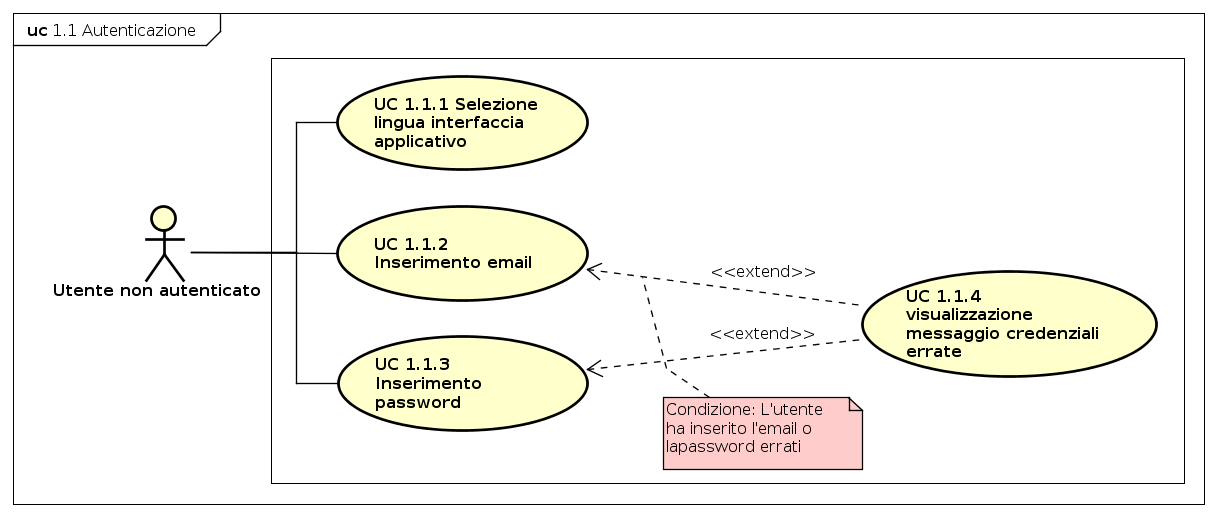 uc 1.1 Autenticazione
UC 1.1.1 Selezione
lingua interfaccia
applicativo
UC 1.1.2
Inserimento email
<<extend>>
Utente non autenticato
UC 1.1.4
visualizzazione
messaggio credenziali
errate
<<extend>>
UC 1.1.3
Inserimento
password
Condizione: L'utente
ha inserito l'email o
lapassword errati